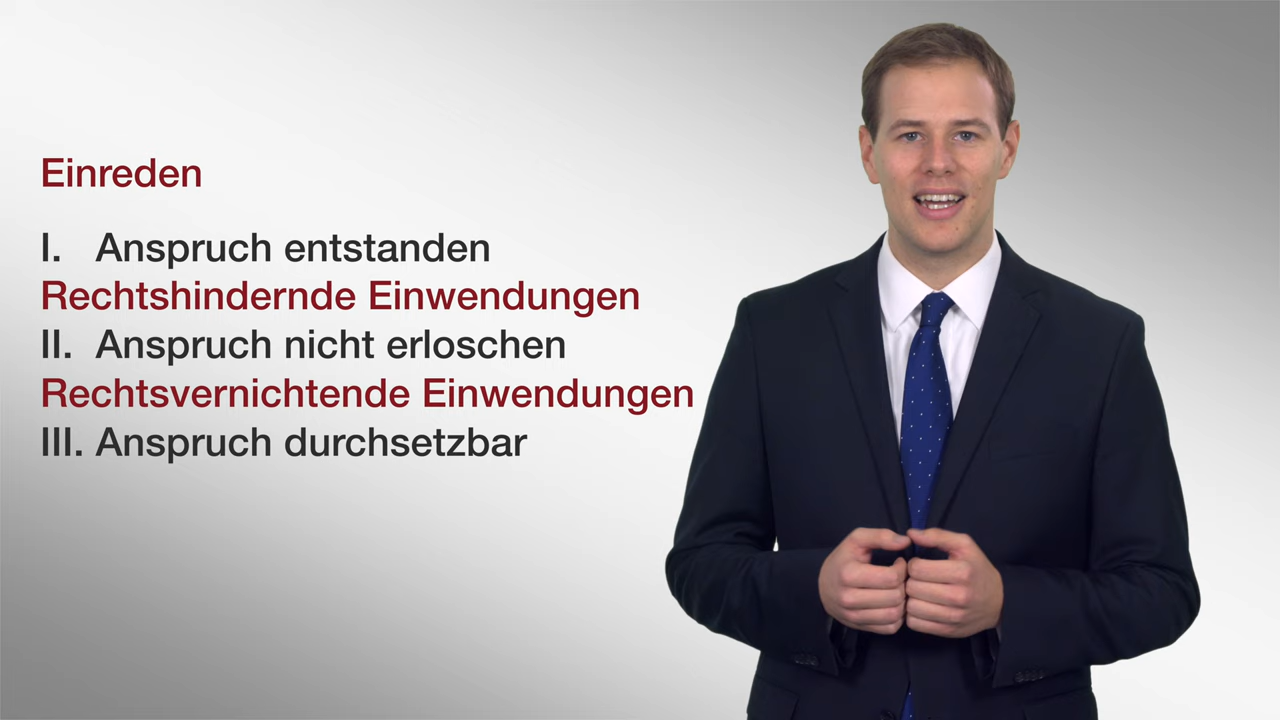 Einreden
I. Anspruch entstanden
Rechtshindernde Einwendungen
II. Anspruch nicht erloschen
Rechtsvernichtende Einwendungen
III. Anspruch durchsetzbar